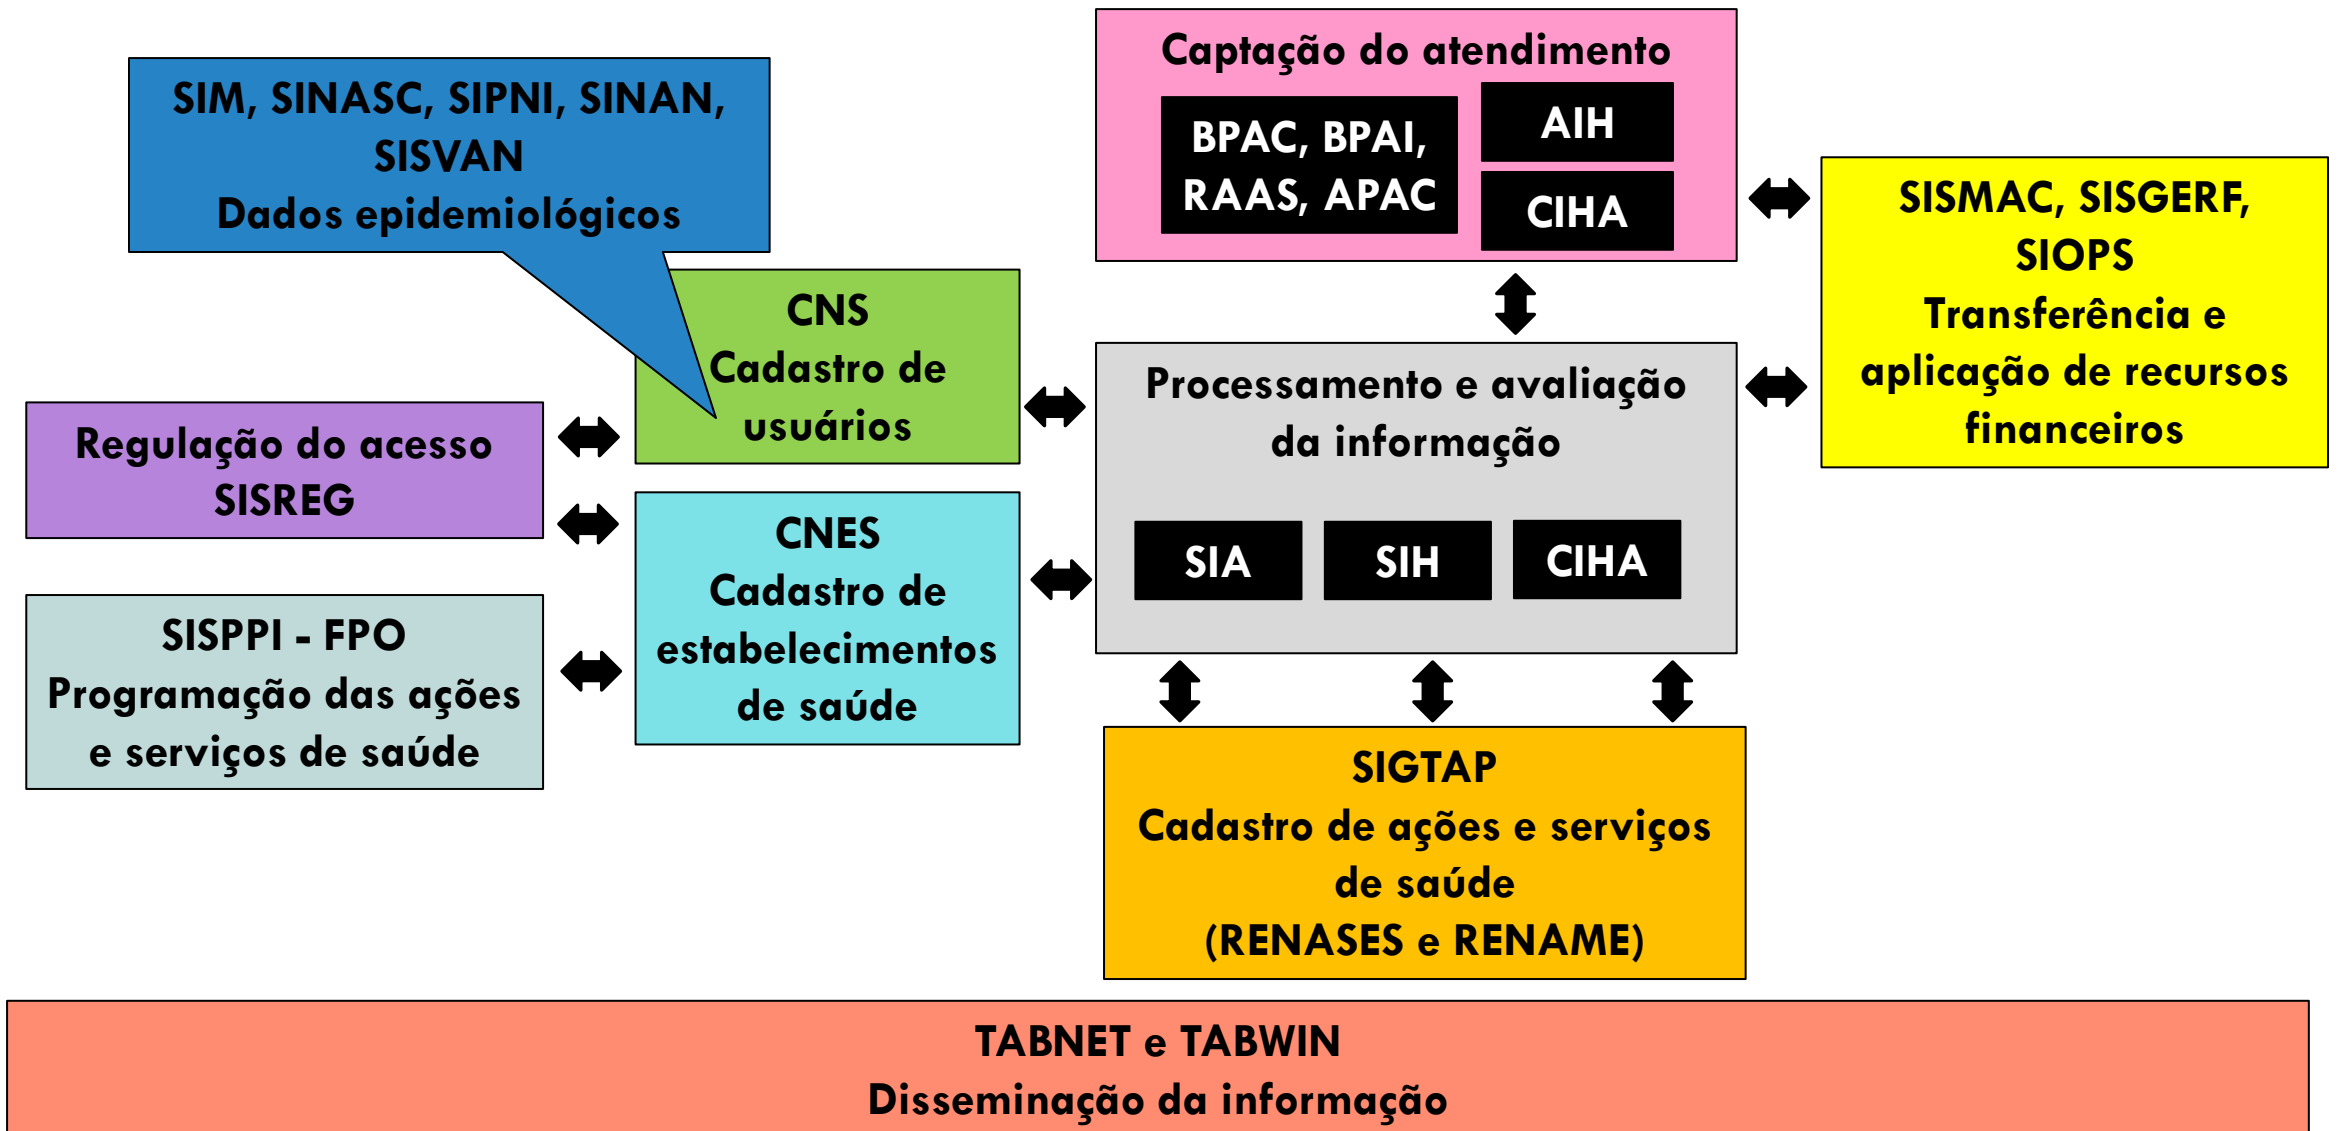 Captação do atendimento
BPAC, BPAI,
RAAS, APAC
AIH
CIHA
SIM, SINASC, SIPNI, SINAN,
SISVAN
Dados epidemiológicos
SISMAC, SISGERF,
SIOPS
Transferência e
aplicação de recursos
financeiros
CNS
Cadastro de
usuários
Processamento e avaliação
da informação
SIA
SIH
CIHA
Regulação do acesso
SISREG
CNES
Cadastro de
estabelecimentos
de saúde
SISPPI - FPO
Programação das ações
e serviços de saúde
SIGTAP
Cadastro de ações e serviços
de saúde
(RENASES e RENAME)
TABNET e TABWIN
Disseminação da informação